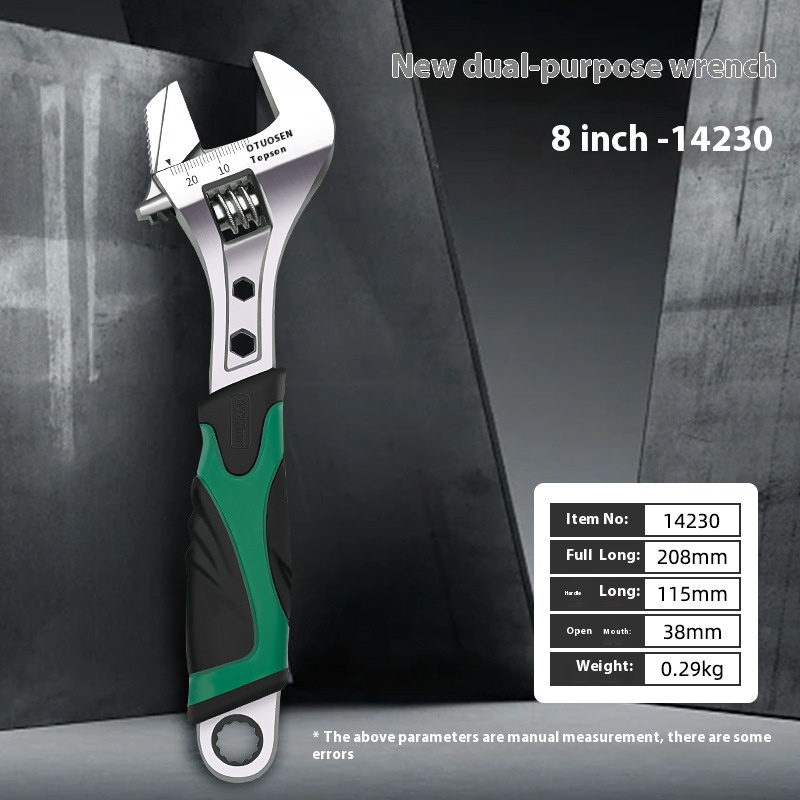 New dual-purpose wrench
8 inch -14230
OTUOSEN
Topson
20 10
Item No: 14230
Full Long: 208mm
Handle Long: 115mm
Open Mouth: 38mm
Weight: 0.29kg
* The above parameters are manual measurement, there are some
errors